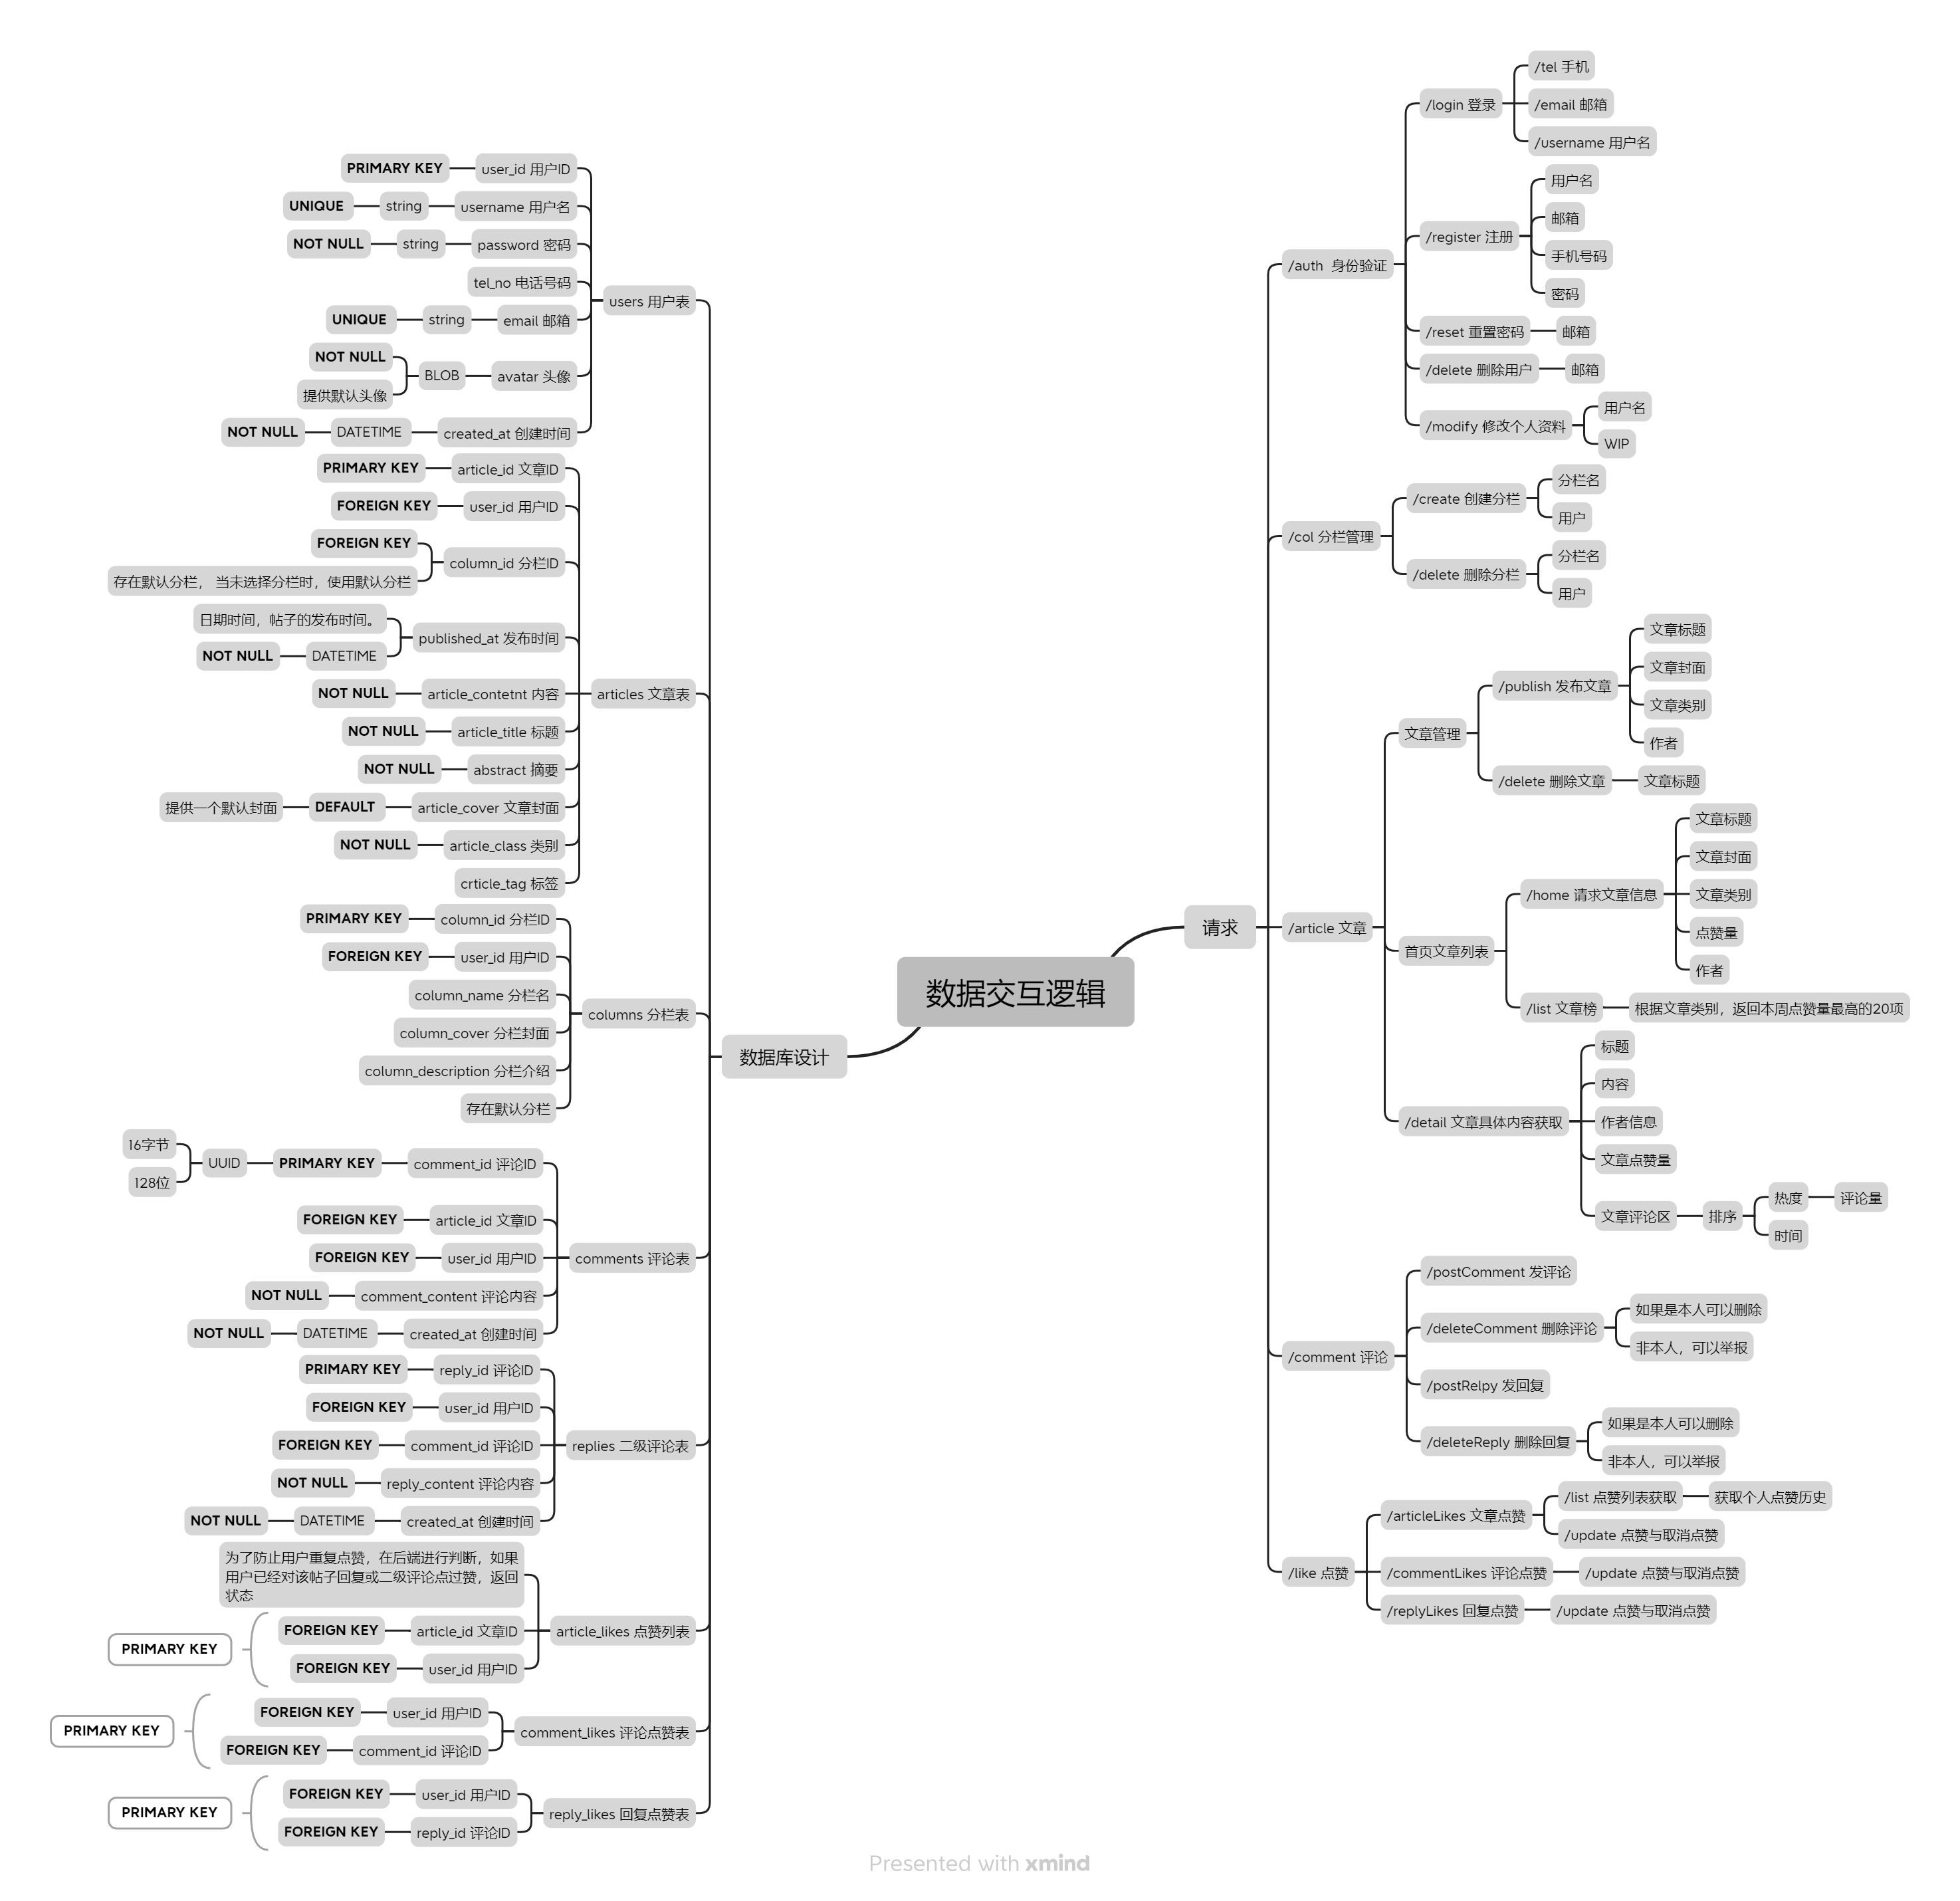 数据交互逻辑
请求
/auth 身份验证
/login 登录
/tel 手机
/email 邮箱
/username 用户名
/register 注册
用户名
邮箱
手机号码
密码
/reset 重置密码
邮箱
/delete 删除用户
邮箱
/modify 修改个人资料
用户名
WIP
/col 分栏管理
/create 创建分栏
分栏名
用户
/delete 删除分栏
分栏名
用户
/article 文章
文章管理
/publish 发布文章
文章标题
文章封面
文章类别
作者
/delete 删除文章
文章标题
首页文章列表
/home 请求文章信息
文章标题
文章封面
文章类别
点赞量
作者
/list 文章榜
根据文章类别，返回本周点赞量最高的20项
/detail 文章具体内容获取
标题
内容
作者信息
文章点赞量
文章评论区
排序
热度
评论量
时间
/comment 评论
/postComment 发评论
/deleteComment 删除评论
如果是本人可以删除
非本人，可以举报
/postRelpy 发回复
/deleteReply 删除回复
如果是本人可以删除
非本人，可以举报
/like 点赞
/articleLikes 文章点赞
/list 点赞列表获取
获取个人点赞历史
/update 点赞与取消点赞
/commentLikes 评论点赞
/update 点赞与取消点赞
/replyLikes 回复点赞
/update 点赞与取消点赞
数据库设计
users 用户表
user_id 用户ID
PRIMARY KEY
username 用户名
string
UNIQUE
password 密码
string
NOT NULL
tel_no 电话号码
email 邮箱
string
UNIQUE
avatar 头像
BLOB
NOT NULL
提供默认头像
created_at 创建时间
DATETIME
NOT NULL
articles 文章表
article_id 文章ID
PRIMARY KEY
user_id 用户ID
FOREIGN KEY
column_id 分栏ID
FOREIGN KEY
存在默认分栏， 当未选择分栏时，使用默认分栏
published_at 发布时间
日期时间，帖子的发布时间。
DATETIME
NOT NULL
article_contetnt 内容
NOT NULL
article_title 标题
NOT NULL
abstract 摘要
NOT NULL
article_cover 文章封面
DEFAULT
提供一个默认封面
article_class 类别
NOT NULL
crticle_tag 标签
columns 分栏表
column_id 分栏ID
PRIMARY KEY
user_id 用户ID
FOREIGN KEY
column_name 分栏名
column_cover 分栏封面
column_description 分栏介绍
存在默认分栏
comments 评论表
comment_id 评论ID
PRIMARY KEY
UUID
16字节
128位
article_id 文章ID
FOREIGN KEY
user_id 用户ID
FOREIGN KEY
comment_content 评论内容
NOT NULL
created_at 创建时间
DATETIME
NOT NULL
replies 二级评论表
reply_id 评论ID
PRIMARY KEY
user_id 用户ID
FOREIGN KEY
comment_id 评论ID
FOREIGN KEY
reply_content 评论内容
NOT NULL
created_at 创建时间
DATETIME
NOT NULL
article_likes 点赞列表
为了防止用户重复点赞，在后端进行判断，如果
用户已经对该帖子回复或二级评论点过赞，返回
状态
article_id 文章ID
FOREIGN KEY
user_id 用户ID
FOREIGN KEY
PRIMARY KEY
comment_likes 评论点赞表
user_id 用户ID
FOREIGN KEY
comment_id 评论ID
FOREIGN KEY
PRIMARY KEY
reply_likes 回复点赞表
user_id 用户ID
FOREIGN KEY
reply_id 评论ID
FOREIGN KEY
PRIMARY KEY
Presented with xmind